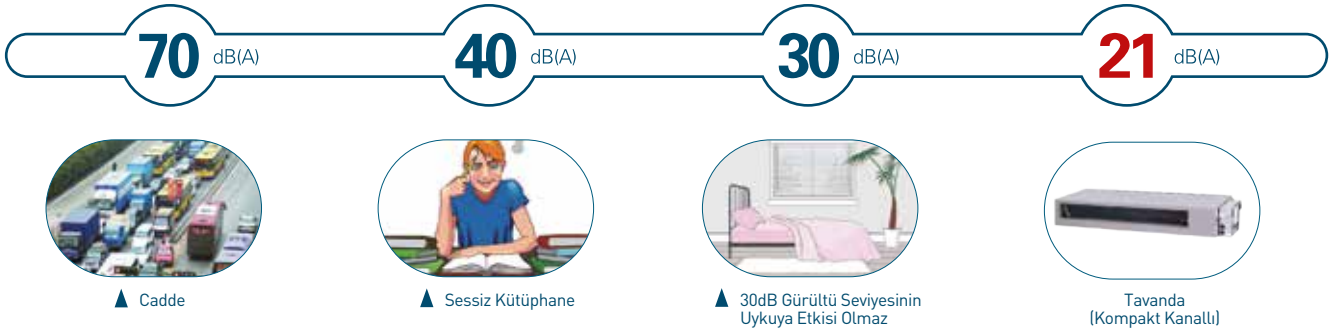 70 dB(A)
40 dB(A)
30 dB(A)
21 dB(A)
▲ Cadde
▲ Sessiz Kütüphane
▲ 30dB Gürültü Seviyesinin
Uykuya Etkisi Olmaz
Tavanda
(Kompakt Kanallı)